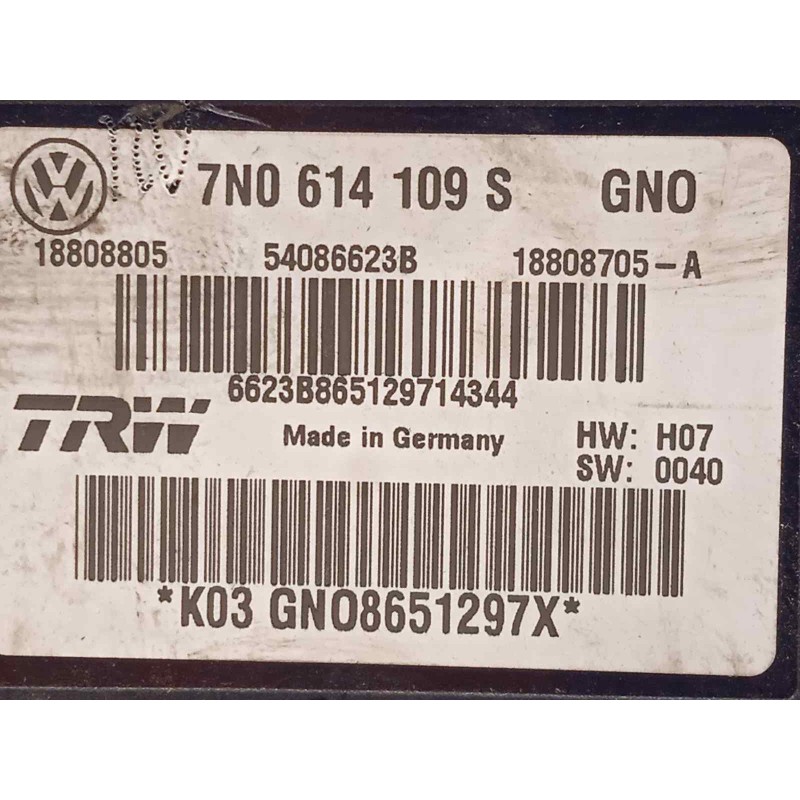 7N0 614 109 S GNO
18808805 54086623B 18808705-A
6623B865129714344
TRW Made in Germany HW: H07
SW: 0040
*K03 GNO8651297X*